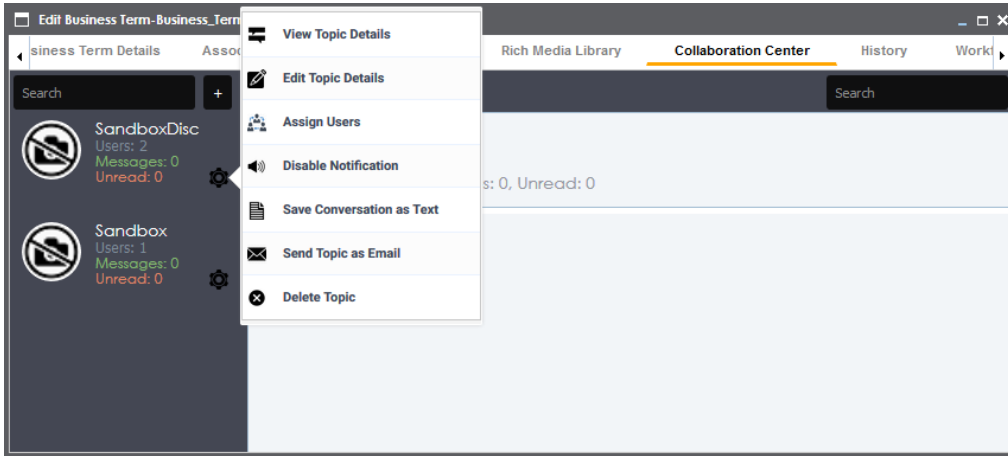 Edit Business Term-Business_Term
siness Term Details Assoc Rich Media Library Collaboration Center History Workf
Search + Search
SandboxDisc
Users: 2
Messages: 0
Unread: 0
Sandbox
Users: 1
Messages: 0
Unread: 0
View Topic Details
Edit Topic Details
Assign Users
Disable Notification
Save Conversation as Text
Send Topic as Email
Delete Topic
s: 0, Unread: 0